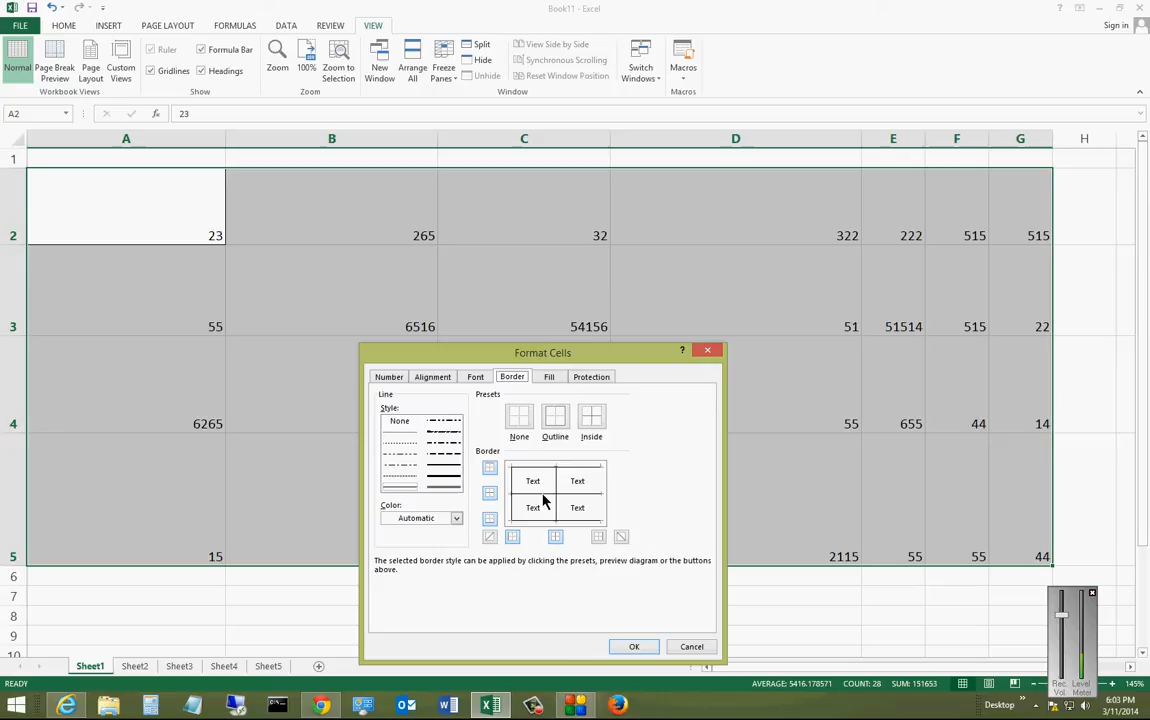 Book11 - Excel
FILE HOME INSERT PAGE LAYOUT FORMULAS DATA REVIEW VIEW Sign in
Normal Page Break Preview Page Layout Custom Views
Ruler Formula Bar
Gridlines Headings
Zoom 100% Zoom to Selection
New Window Arrange All Freeze Panes
Split View Side by Side
Hide Synchronous Scrolling
Unhide Reset Window Position
Switch Windows Macros
Workbook Views Show Zoom Window Macros
A2 fx 23
A B C D E F G H
1
2 23 265 32 322 222 515 515
3 55 6516 54156 51 51514 515 22
4 6265 55 655 44 14
5 15 2115 55 55 44
6
7
8
9
10
Format Cells ?
Number Alignment Font Border Fill Protection
Line Presets
Style:
None
None Outline Inside
Border
Text Text
Text Text
Color:
Automatic
The selected border style can be applied by clicking the presets, preview diagram or the buttons
above.
OK Cancel
Sheet1 Sheet2 Sheet3 Sheet4 Sheet5
READY AVERAGE: 5416.178571 COUNT: 28 SUM: 151653 145%
Rec. Vol. Level Meter
Desktop 6:03 PM
3/11/2014